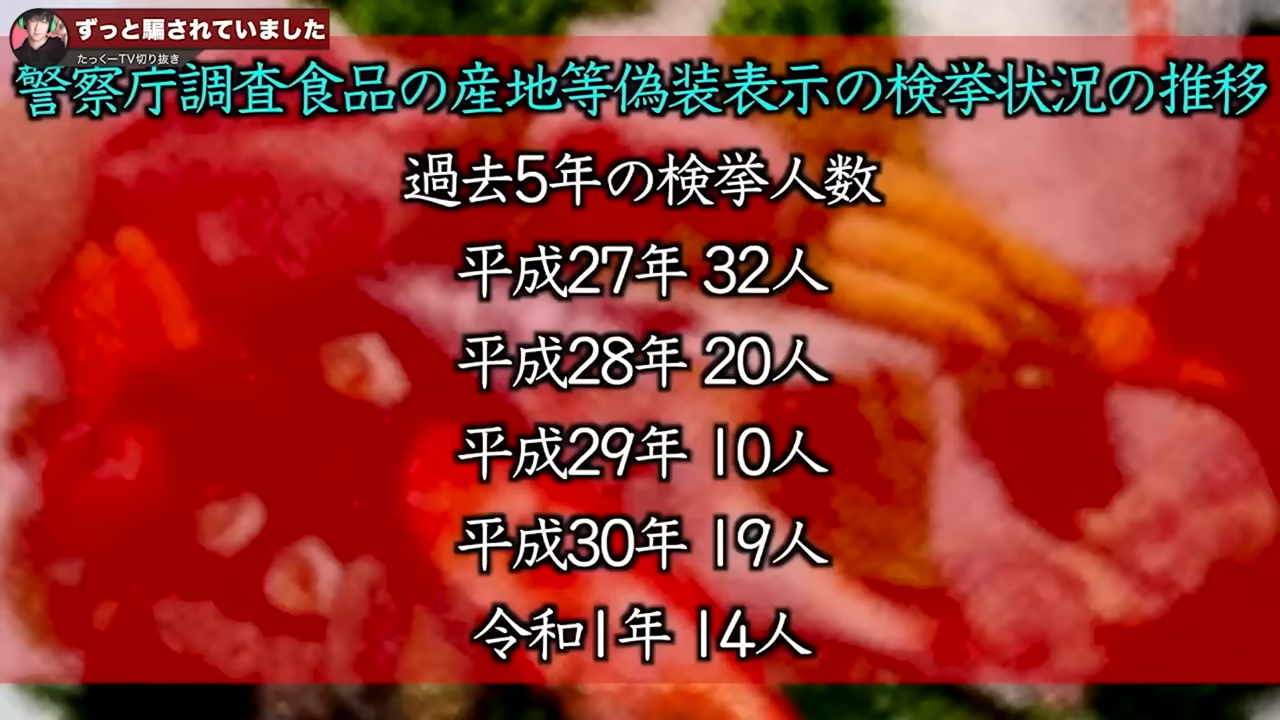 ずっと騙されていました
たっくーTV切り抜き
警察庁調査食品の産地等偽装表示の検挙状況の推移
過去5年の検挙人数
平成27年 32人
平成28年 20人
平成29年 10人
平成30年 19人
令和1年 14人